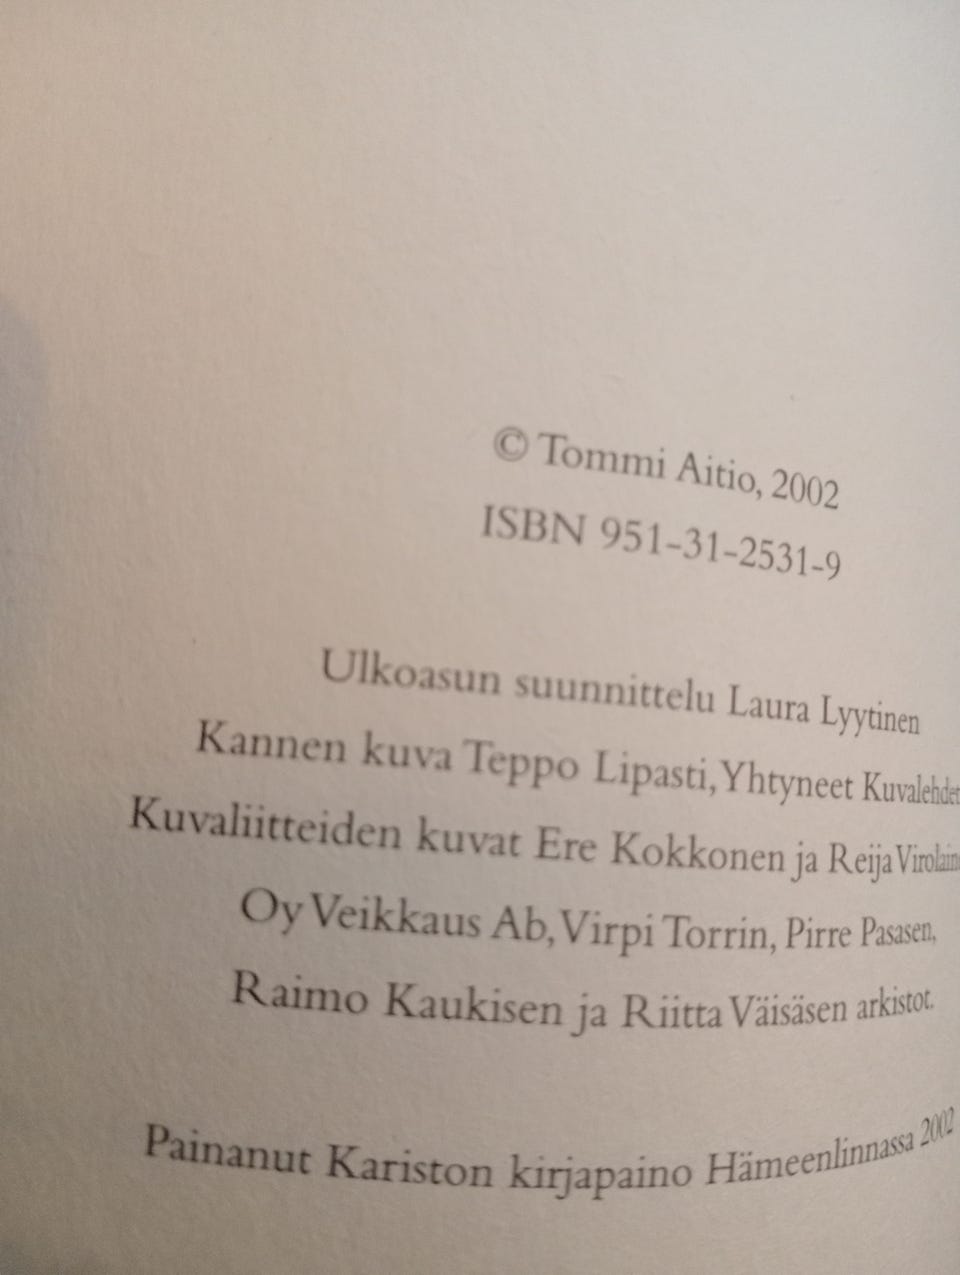 © Tommi Aitio, 2002
ISBN 951-31-2531-9
Ulkoasun suunnittelu Laura Lyytinen
Kannen kuva Teppo Lipasti, Yhtyneet Kuvalehdet
Kuvaliitteiden kuvat Ere Kokkonen ja Reija
Oy Veikkaus Ab, Virpi Torrin, Pirre Pasasen,
Raimo Kaukisen ja Riitta Väisäsen arkistot.
Painanut Kariston kirjapaino Hämeenlinnassa 2002